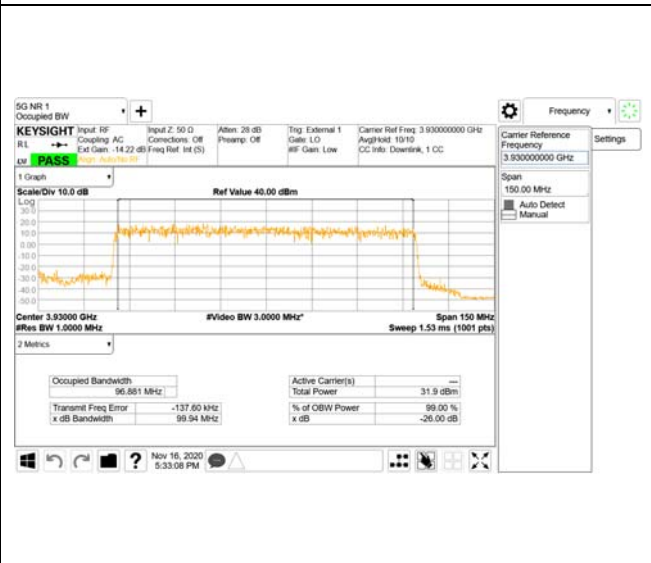 5G NR 1
Occupied BW
Frequency
KEYSIGHT
Input: RF
Coupling: AC
Ext Gain: -14.22 dB
Align: Auto/No RF
Input Z: 50 Ω
Corrections: Off
Freq Ref: Int (S)
Atten: 28 dB
Preamp: Off
Trig: External 1
Gate: LO
#IF Gain: Low
Carrier Ref Freq: 3.930000000 GHz
Avg|Hold: 10/10
CC Info: Downlink, 1 CC
RL
PASS
Carrier Reference
Frequency
3.930000000 GHz
Settings
Span
150.00 MHz
Auto Detect
Manual
1 Graph
Scale/Div 10.0 dB
Ref Value 40.00 dBm
Log
30.0
20.0
10.0
0.00
-10.0
-20.0
-30.0
-40.0
-50.0
Center 3.93000 GHz
#Video BW 3.0000 MHz*
Span 150 MHz
#Res BW 1.0000 MHz
Sweep 1.53 ms (1001 pts)
2 Metrics
Occupied Bandwidth
96.881 MHz
Active Carrier(s)
---
Total Power
31.9 dBm
Transmit Freq Error
-137.60 kHz
% of OBW Power
99.00 %
x dB Bandwidth
99.94 MHz
x dB
-26.00 dB
?
Nov 16, 2020
5:33:08 PM